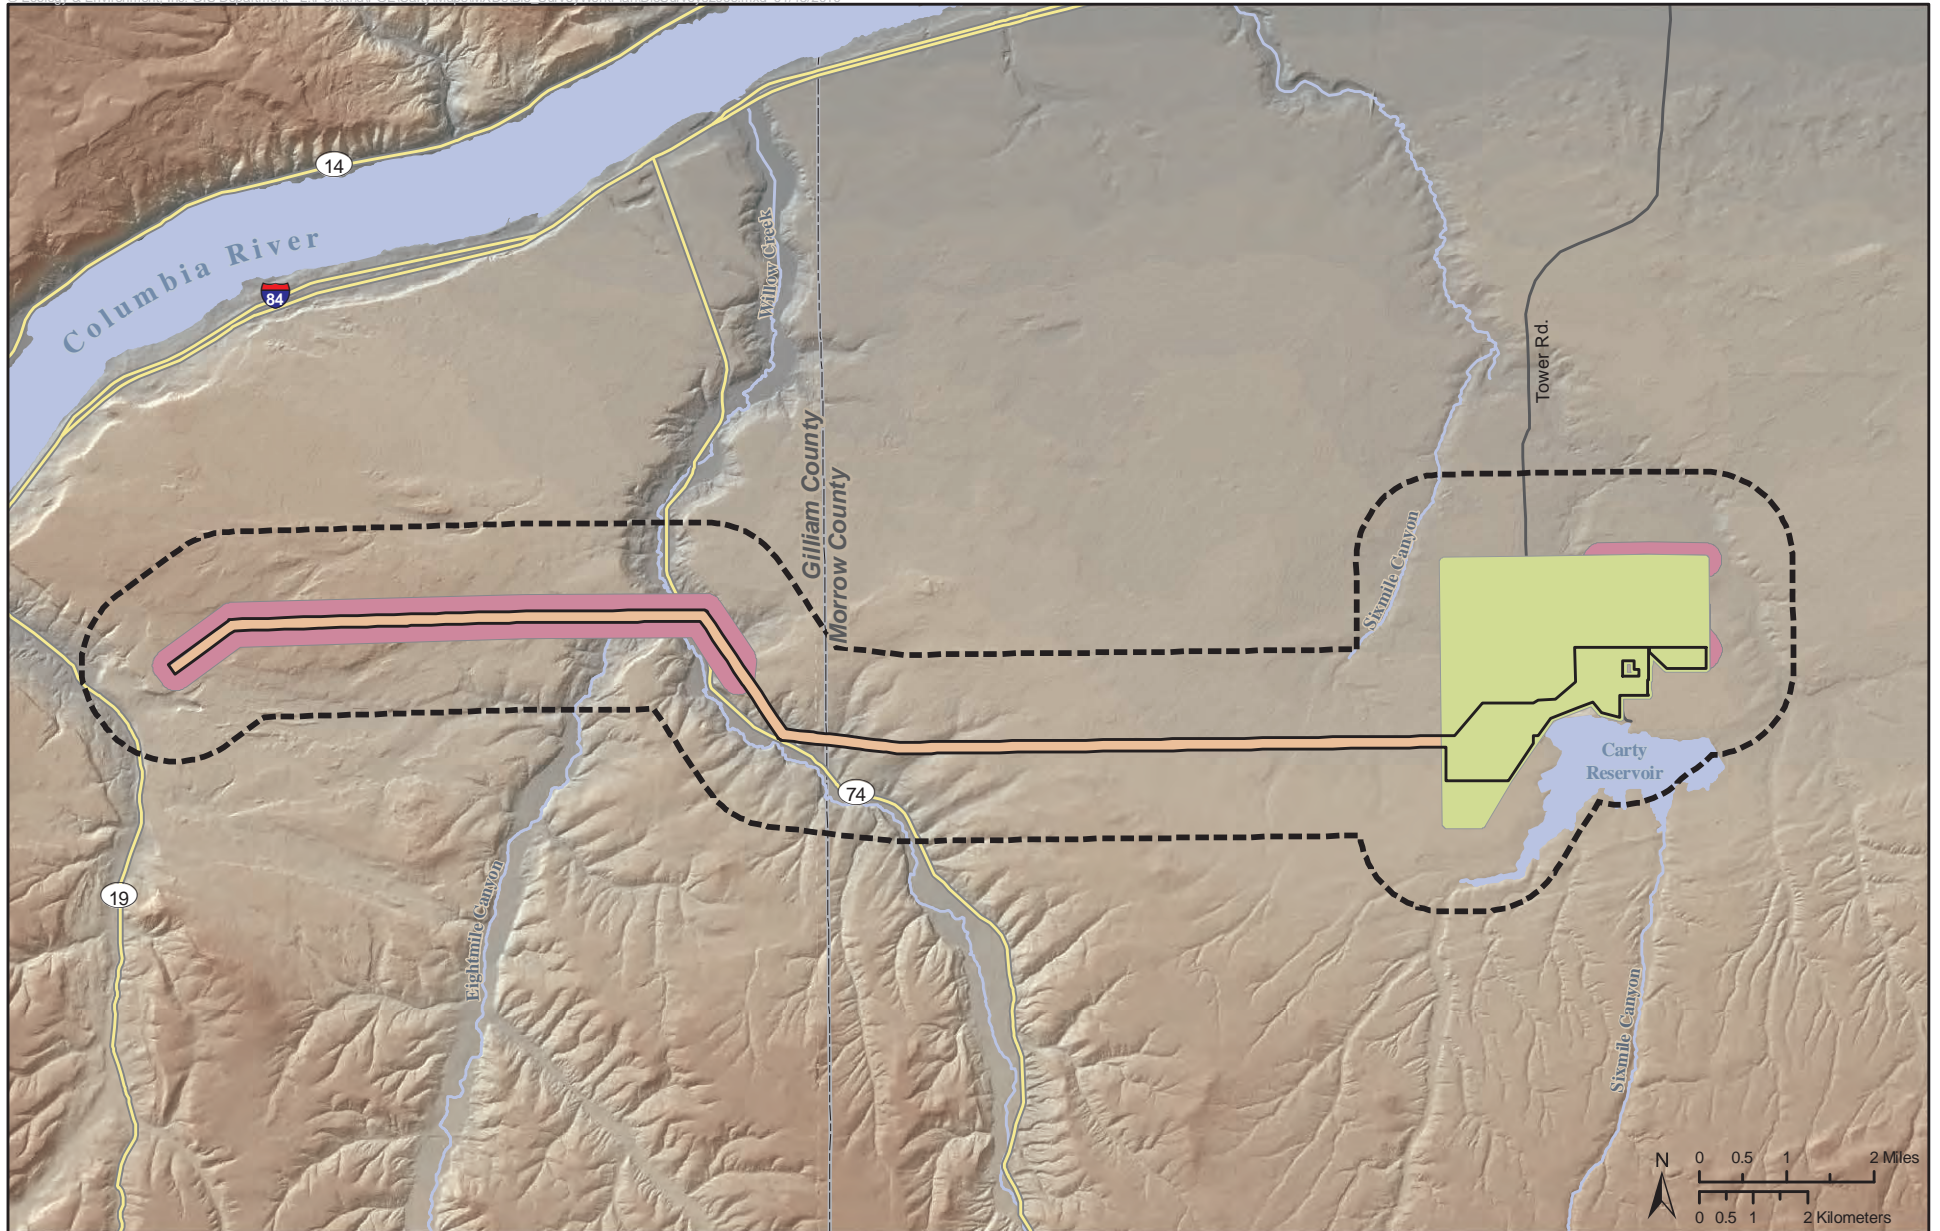 14
Columbia River
84
Willow Creek
Tower Rd.
Gilliam County
Morrow County
Sixmile Canyon
Carty
Reservoir
74
19
Eightmile Canyon
Sixmile Canyon
N
0 0.5 1 2 Miles
0 0.5 1 2 Kilometers